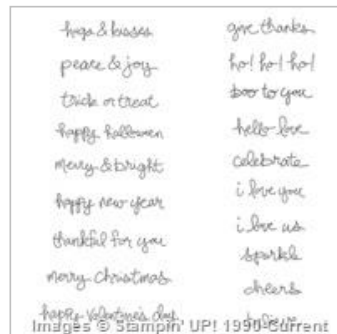 hugs & kisses
peace & joy
trick or treat
happy halloween
merry & bright
happy new year
thankful for you
merry Christmas
happy Valentine's day
give thanks
ho! ho! ho!
boo to you
hello love
celebrate
i love you
i love us
sparkle
cheers
believe
Images © Stampin' UP! 1990-Current